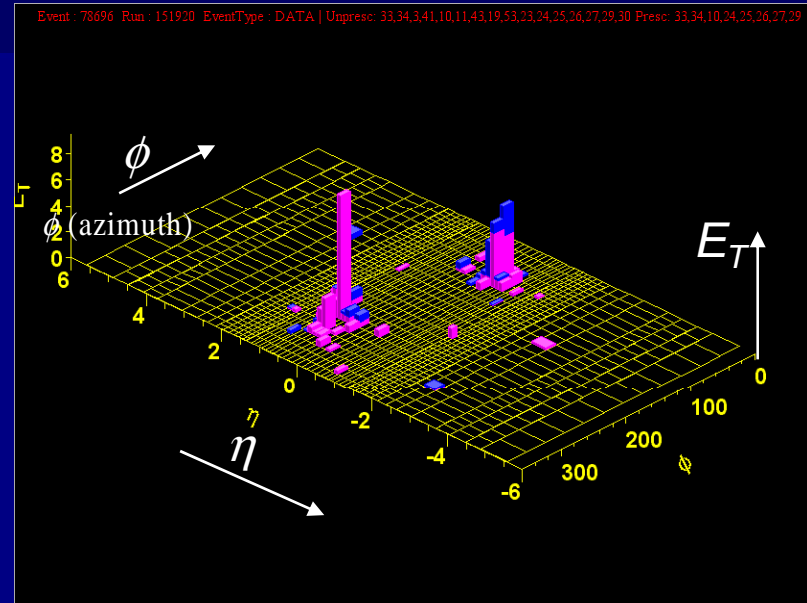 Event : 78696 Run : 151920 EventType : DATA | Unpresc: 33,34,3,41,10,11,43,19,53,23,24,25,26,27,29,30 Presc: 33,34,10,24,25,26,27,29
ϕ
ϕ (azimuth)
E_T
8
6
4
2
0
E_T
6
4
2
0
-2
-4
-6
η
η
0
100
200
300
ϕ